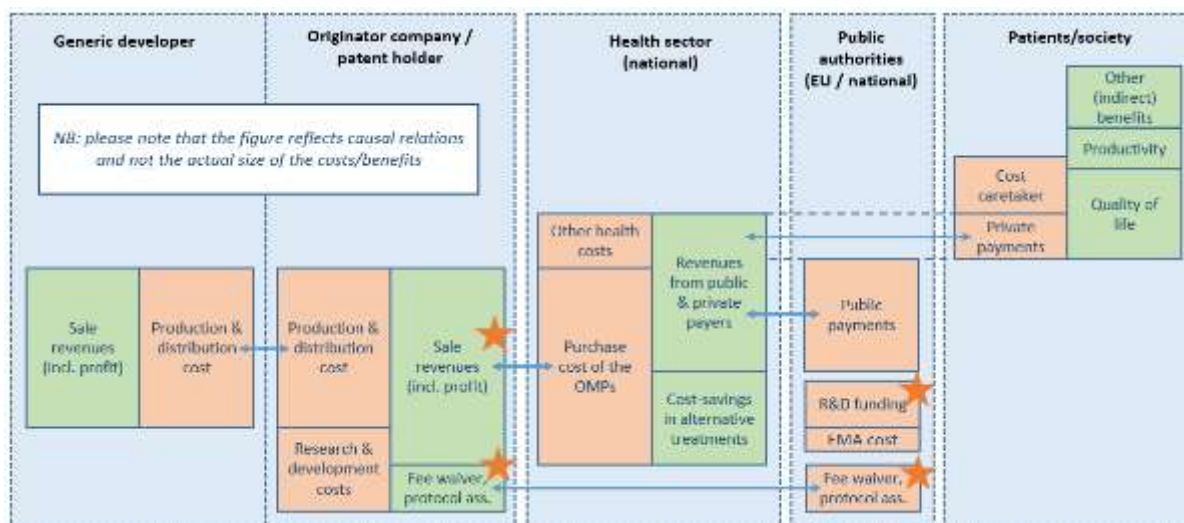 Generic developer
Originator company /
patent holder
Health sector
(national)
Public
authorities
(EU / national)
Patients/society
NB: please note that the figure reflects causal relations
and not the actual size of the costs/benefits
Other
(indirect)
benefits
Productivity
Quality of
life
Cost
caretaker
Private
payments
Other health
costs
Revenues
from public
& private
payers
Public
payments
Sale
revenues
(incl. profit)
Production &
distribution
cost
Production &
distribution
cost
Sale
revenues
(incl. profit)
Purchase
cost of the
OMPs
Cost-savings
in alternative
treatments
R&D funding
EMA cost
Research &
development
costs
Fee waiver,
protocol ass.
Fee waiver,
protocol ass.